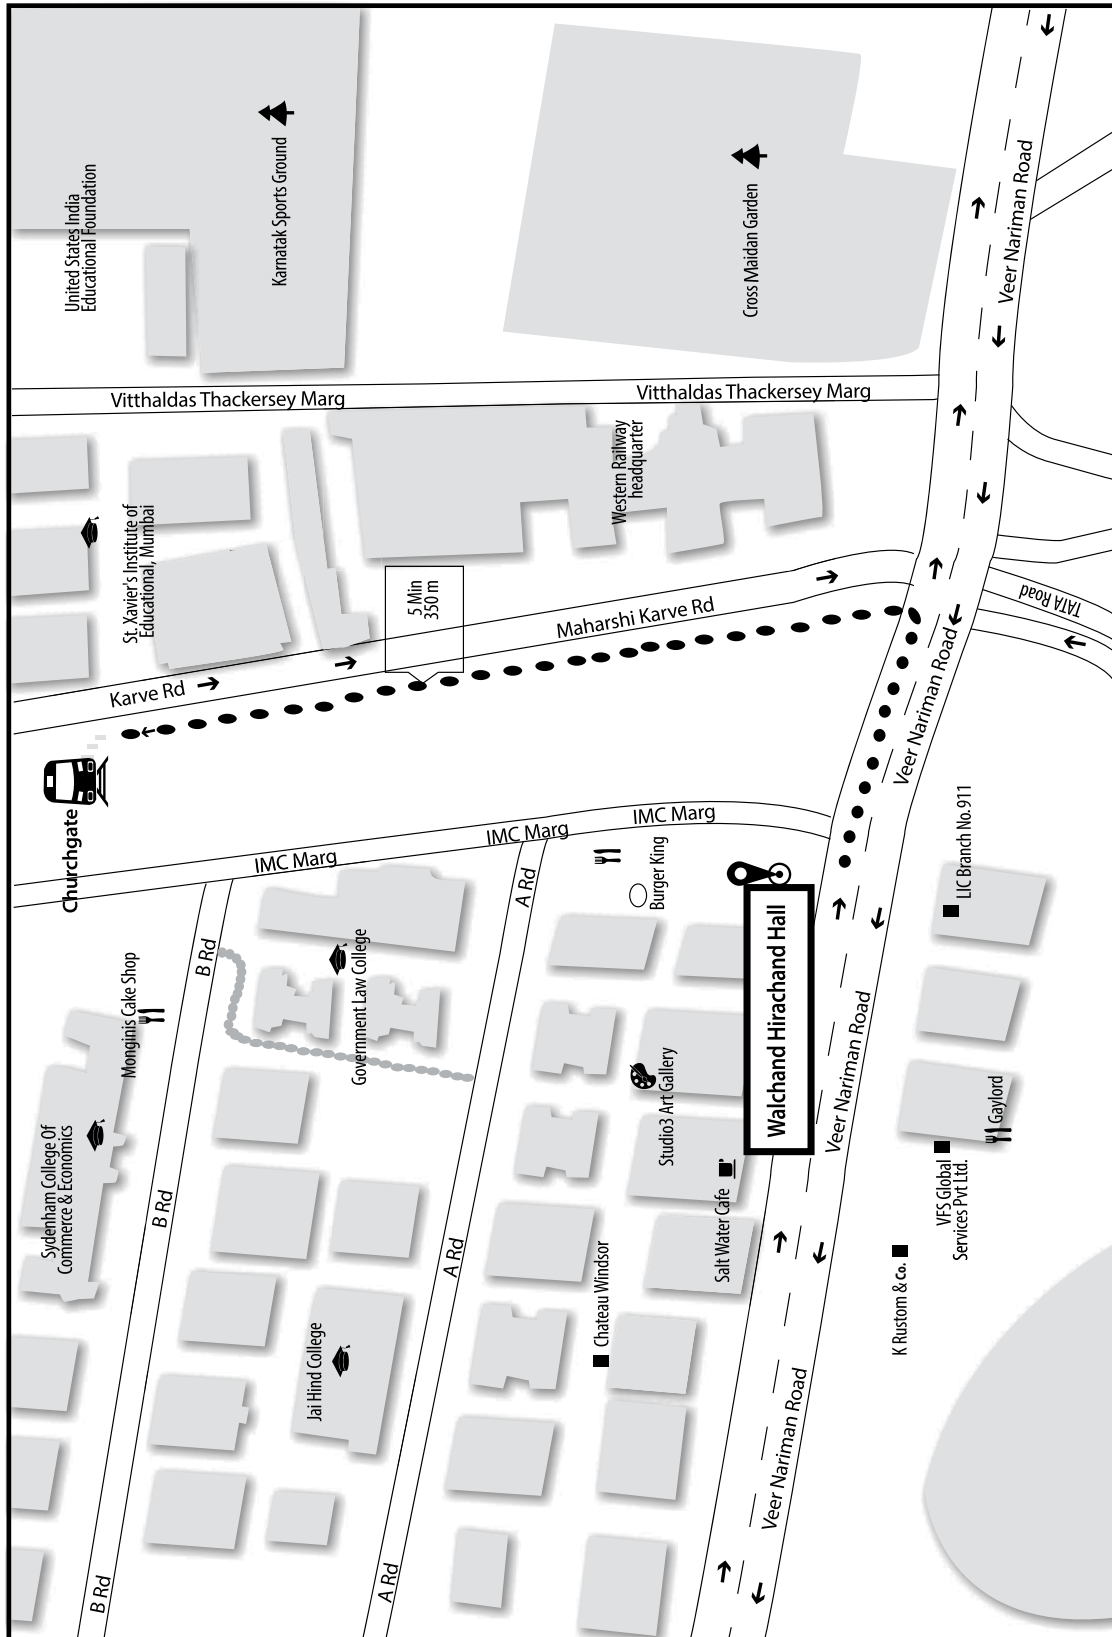 United States India
Educational Foundation
Karnatak Sports Ground
Cross Maidan Garden
Veer Nariman Road
Vitthaldas Thackersey Marg
Vitthaldas Thackersey Marg
Western Railway
headquarter
St. Xavier's Institute of
Educational, Mumbai
5 Min
350 m
Maharshi Karve Rd
Karve Rd
TATA Road
Veer Nariman Road
Veer Nariman Road
Churchgate
IMC Marg
IMC Marg
IMC Marg
Burger King
LIC Branch No. 911
A Rd
B Rd
Monginis Cake Shop
Government Law College
Walchand Hirachand Hall
Veer Nariman Road
Studio3 Art Gallery
Gaylord
VFS Global
Services Pvt Ltd.
Sydenham College Of
Commerce & Economics
B Rd
A Rd
Salt Water Cafe
Chateau Windsor
K Rustom & Co.
Jai Hind College
Veer Nariman Road
B Rd
A Rd